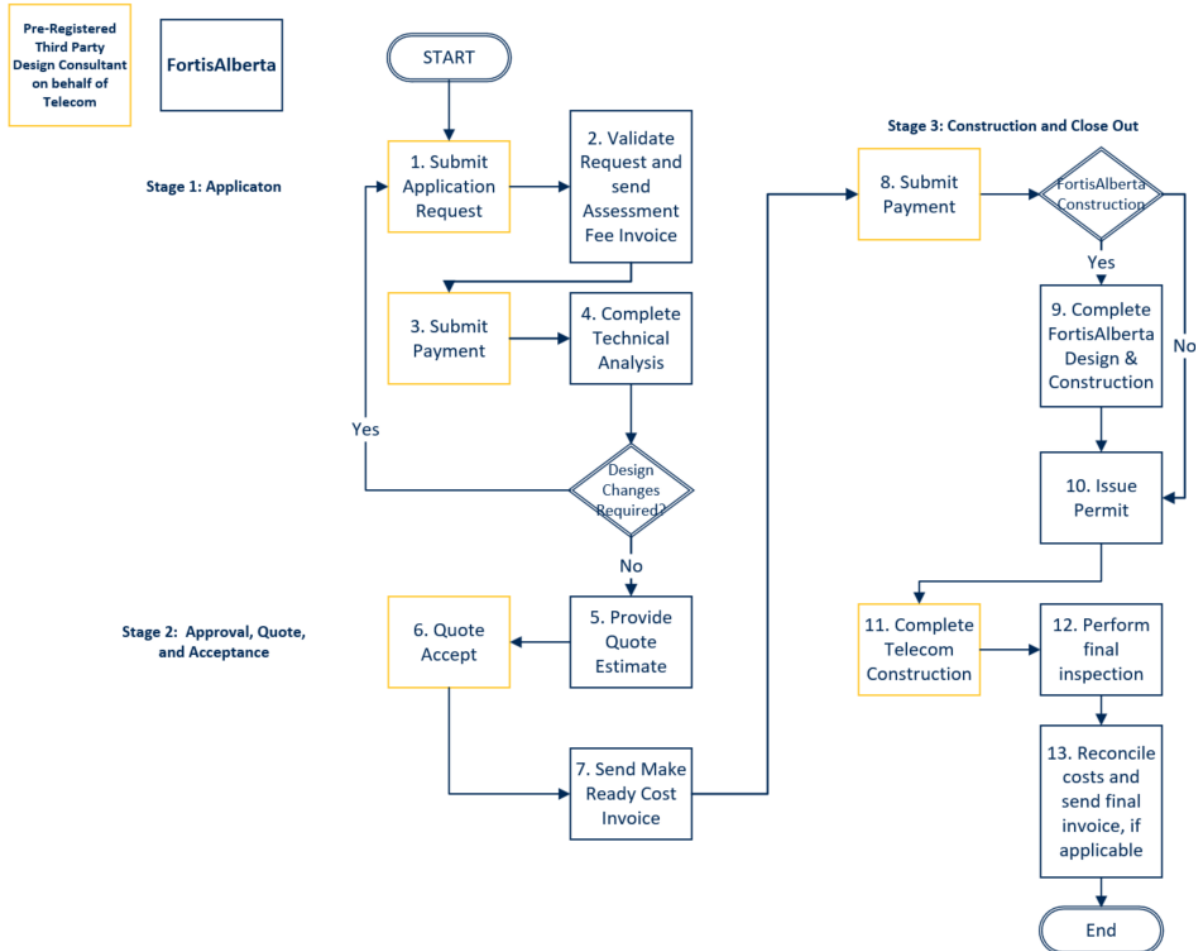 Pre-Registered
Third Party
Design Consultant
on behalf of
Telecom
FortisAlberta
START
Stage 1: Applicaton
1. Submit
Application
Request
2. Validate
Request and
send
Assessment
Fee Invoice
3. Submit
Payment
4. Complete
Technical
Analysis
Design
Changes
Required?
Yes
No
Stage 2: Approval, Quote,
and Acceptance
5. Provide
Quote
Estimate
6. Quote
Accept
7. Send Make
Ready Cost
Invoice
Stage 3: Construction and Close Out
8. Submit
Payment
FortisAlberta
Construction
Yes
No
9. Complete
FortisAlberta
Design &
Construction
10. Issue
Permit
11. Complete
Telecom
Construction
12. Perform
final
inspection
13. Reconcile
costs and
send final
invoice, if
applicable
End